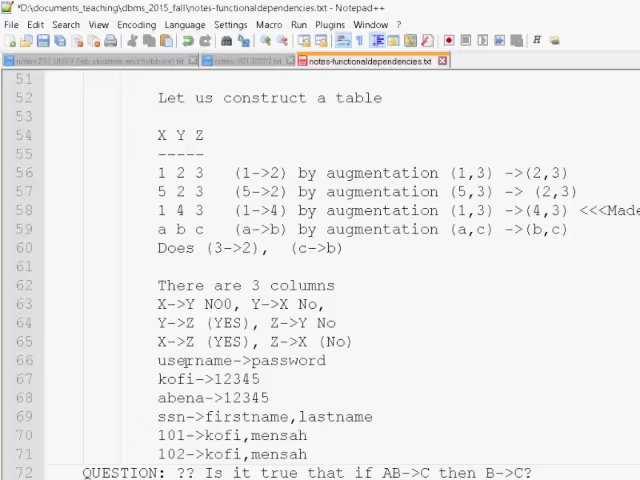 *D:\documents_teaching\dbms_2015_fall\notes-functionaldependencies.txt - Notepad++
File Edit Search View Encoding Language Settings Macro Run Plugins Window ?
notes-functionaldependencies.txt
51
52 Let us construct a table
53
54 X Y Z
55 -----
56 1 2 3 (1->2) by augmentation (1,3) ->(2,3)
57 5 2 3 (5->2) by augmentation (5,3) -> (2,3)
58 1 4 3 (1->4) by augmentation (1,3) ->(4,3) <<<Made
59 a b c (a->b) by augmentation (a,c) ->(b,c)
60 Does (3->2), (c->b)
61
62 There are 3 columns
63 X->Y NO0, Y->X No,
64 Y->Z (YES), Z->Y No
65 X->Z (YES), Z->X (No)
66 username->password
67 kofi->12345
68 abena->12345
69 ssn->firstname,lastname
70 101->kofi,mensah
71 102->kofi,mensah
72 QUESTION: ?? Is it true that if AB->C then B->C?